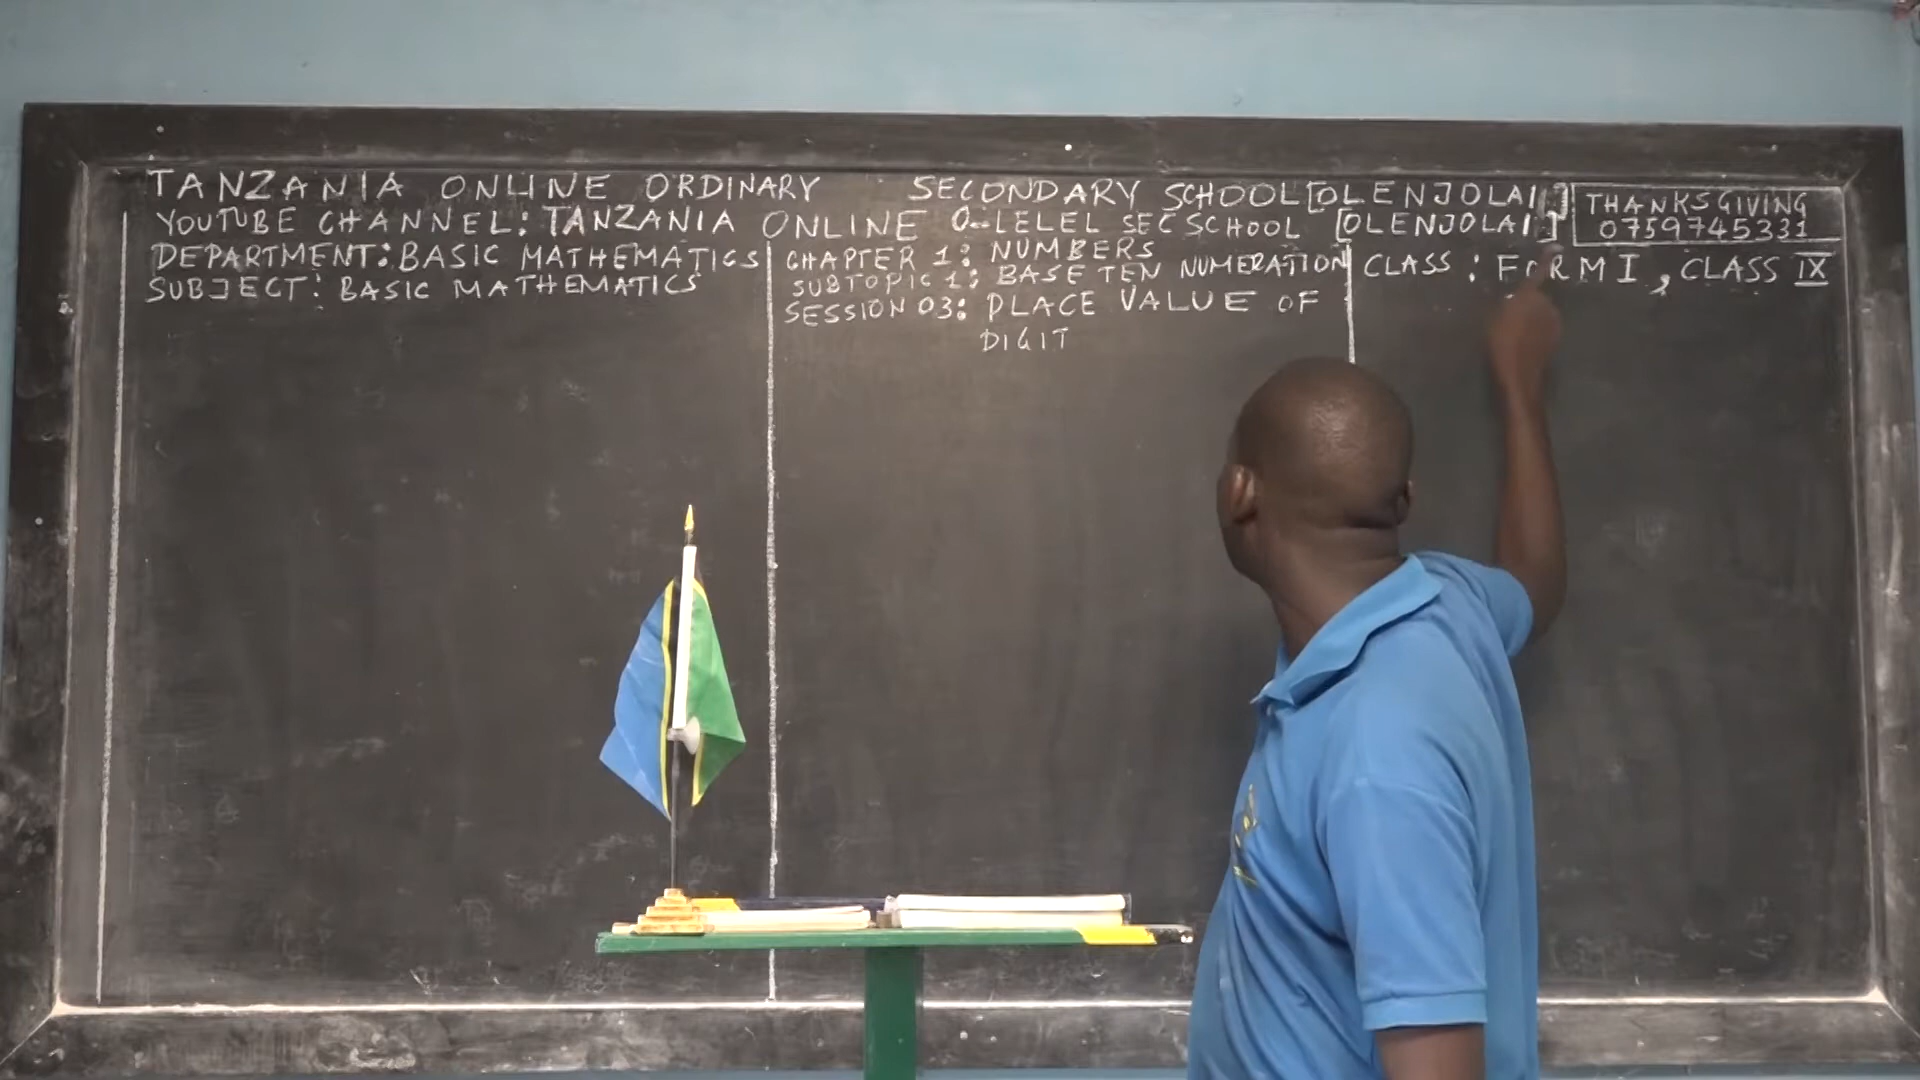 TANZANIA ONLINE ORDINARY SECONDARY SCHOOL [OLENJOLAI]
YOUTUBE CHANNEL: TANZANIA ONLINE O-LELEL SEC SCHOOL [OLENJOLAI]
THANKS GIVING
0759745331
DEPARTMENT: BASIC MATHEMATICS
SUBJECT: BASIC MATHEMATICS
CHAPTER 1: NUMBERS
SUBTOPIC 1: BASE TEN NUMERATION
SESSION 03: PLACE VALUE OF
DIGIT
CLASS: FORM I, CLASS IX